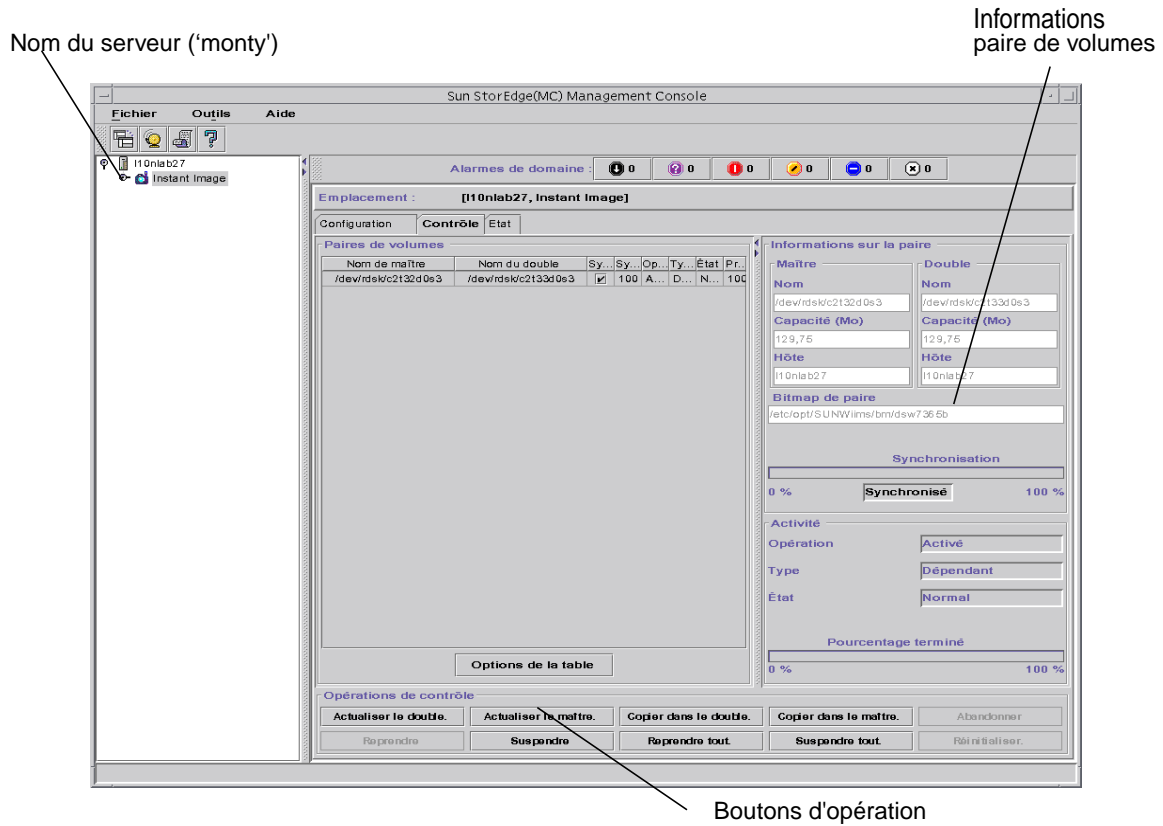 Informations
paire de volumes
Nom du serveur (‘monty')
Sun StorEdge(MC) Management Console
Fichier Outils Aide
l10nlab27
Instant Image
Alarmes de domaine : 0 0 0 0 0 0
Emplacement : [l10nlab27, Instant Image]
Configuration Contrôle Etat
Paires de volumes
Nom de maître Nom du double Sy... Sy... Op... Ty... État Pr...
/dev/rdsk/c2t32d0s3 /dev/rdsk/c2t33d0s3 100 A... D... N... 100
Options de la table
Informations sur la paire
Maître Double
Nom Nom
/dev/rdsk/c2t32d0s3 /dev/rdsk/c2t33d0s3
Capacité (Mo) Capacité (Mo)
129,75 129,75
Hôte Hôte
l10nlab27 l10nlab27
Bitmap de paire
/etc/opt/SUNWiims/bm/dsw7365b
Synchronisation
0 % Synchronisé 100 %
Activité
Opération Activé
Type Dépendant
État Normal
Pourcentage terminé
0 % 100 %
Opérations de contrôle
Actualiser le double. Actualiser le maître. Copier dans le double. Copier dans le maître. Abandonner
Reprendre Suspendre Reprendre tout. Suspendre tout. Réinitialiser.
Boutons d'opération